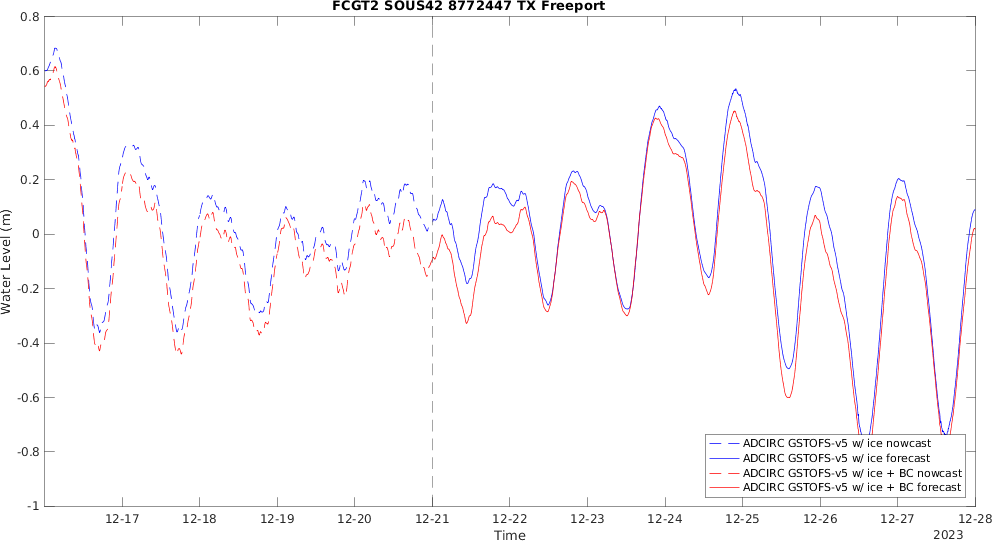 FCGT2 SOUS42 8772447 TX Freeport
0.8
0.6
0.4
0.2
0
-0.2
-0.4
-0.6
-0.8
-1
Water Level (m)
ADCIRC GSTOFS-v5 w/ ice nowcast
ADCIRC GSTOFS-v5 w/ ice forecast
ADCIRC GSTOFS-v5 w/ ice + BC nowcast
ADCIRC GSTOFS-v5 w/ ice + BC forecast
12-17 12-18 12-19 12-20 12-21 12-22 12-23 12-24 12-25 12-26 12-27 12-28
Time
2023